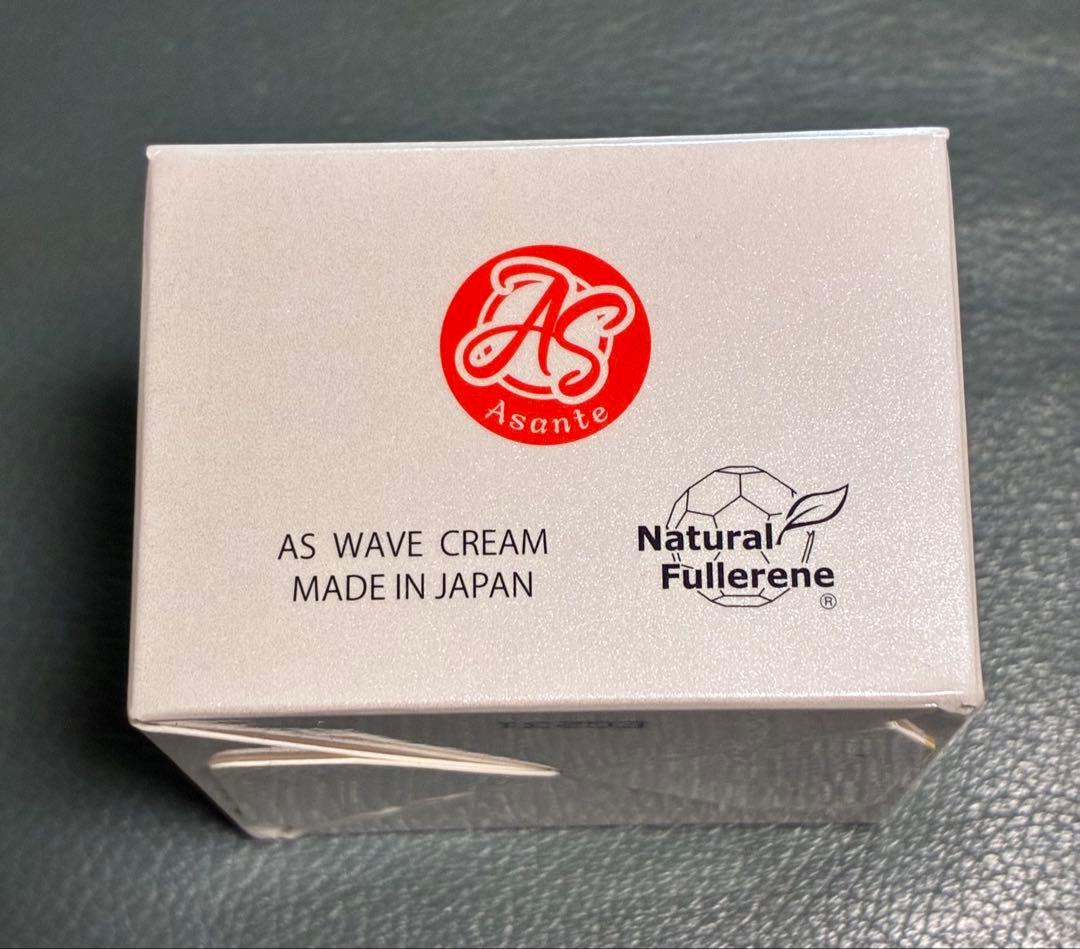 AS
Asante
AS WAVE CREAM
MADE IN JAPAN
Natural
Fullerene
®